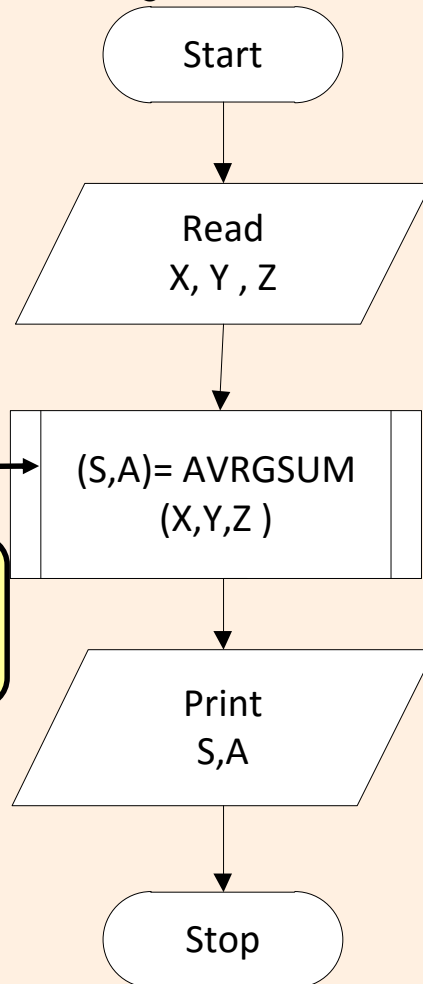 Start
Read
X, Y , Z
(S,A)= AVRGSUM
(X,Y,Z )
Print
S,A
Stop